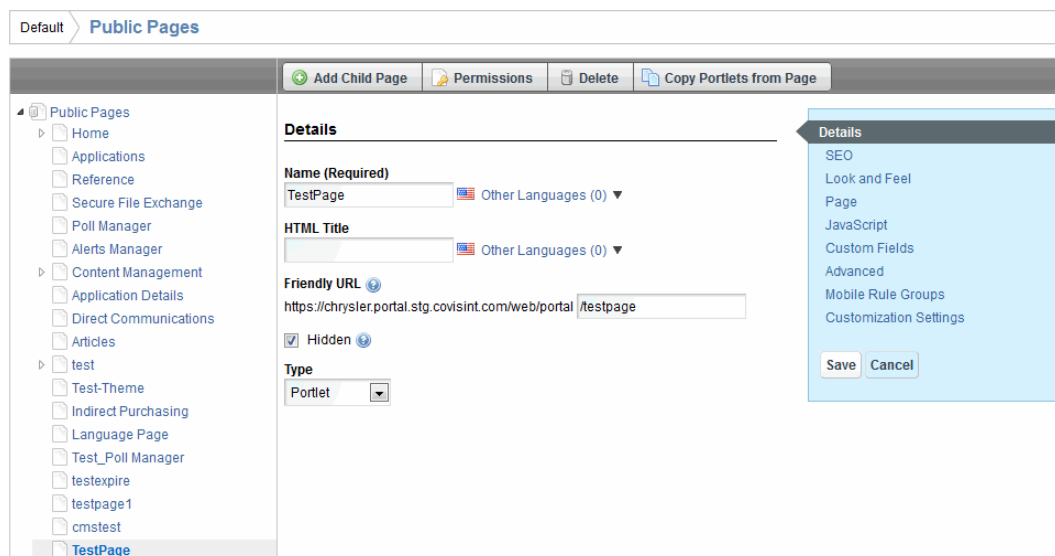 Default Public Pages
Add Child Page Permissions Delete Copy Portlets from Page
Public Pages
Home
Applications
Reference
Secure File Exchange
Poll Manager
Alerts Manager
Content Management
Application Details
Direct Communications
Articles
test
Test-Theme
Indirect Purchasing
Language Page
Test_Poll Manager
testexpire
testpage1
cmstest
TestPage
Details
Name (Required)
TestPage Other Languages (0)
HTML Title
Other Languages (0)
Friendly URL
https://chrysler.portal.stg.covisint.com/web/portal /testpage
Hidden
Type
Portlet
Details
SEO
Look and Feel
Page
JavaScript
Custom Fields
Advanced
Mobile Rule Groups
Customization Settings
Save Cancel